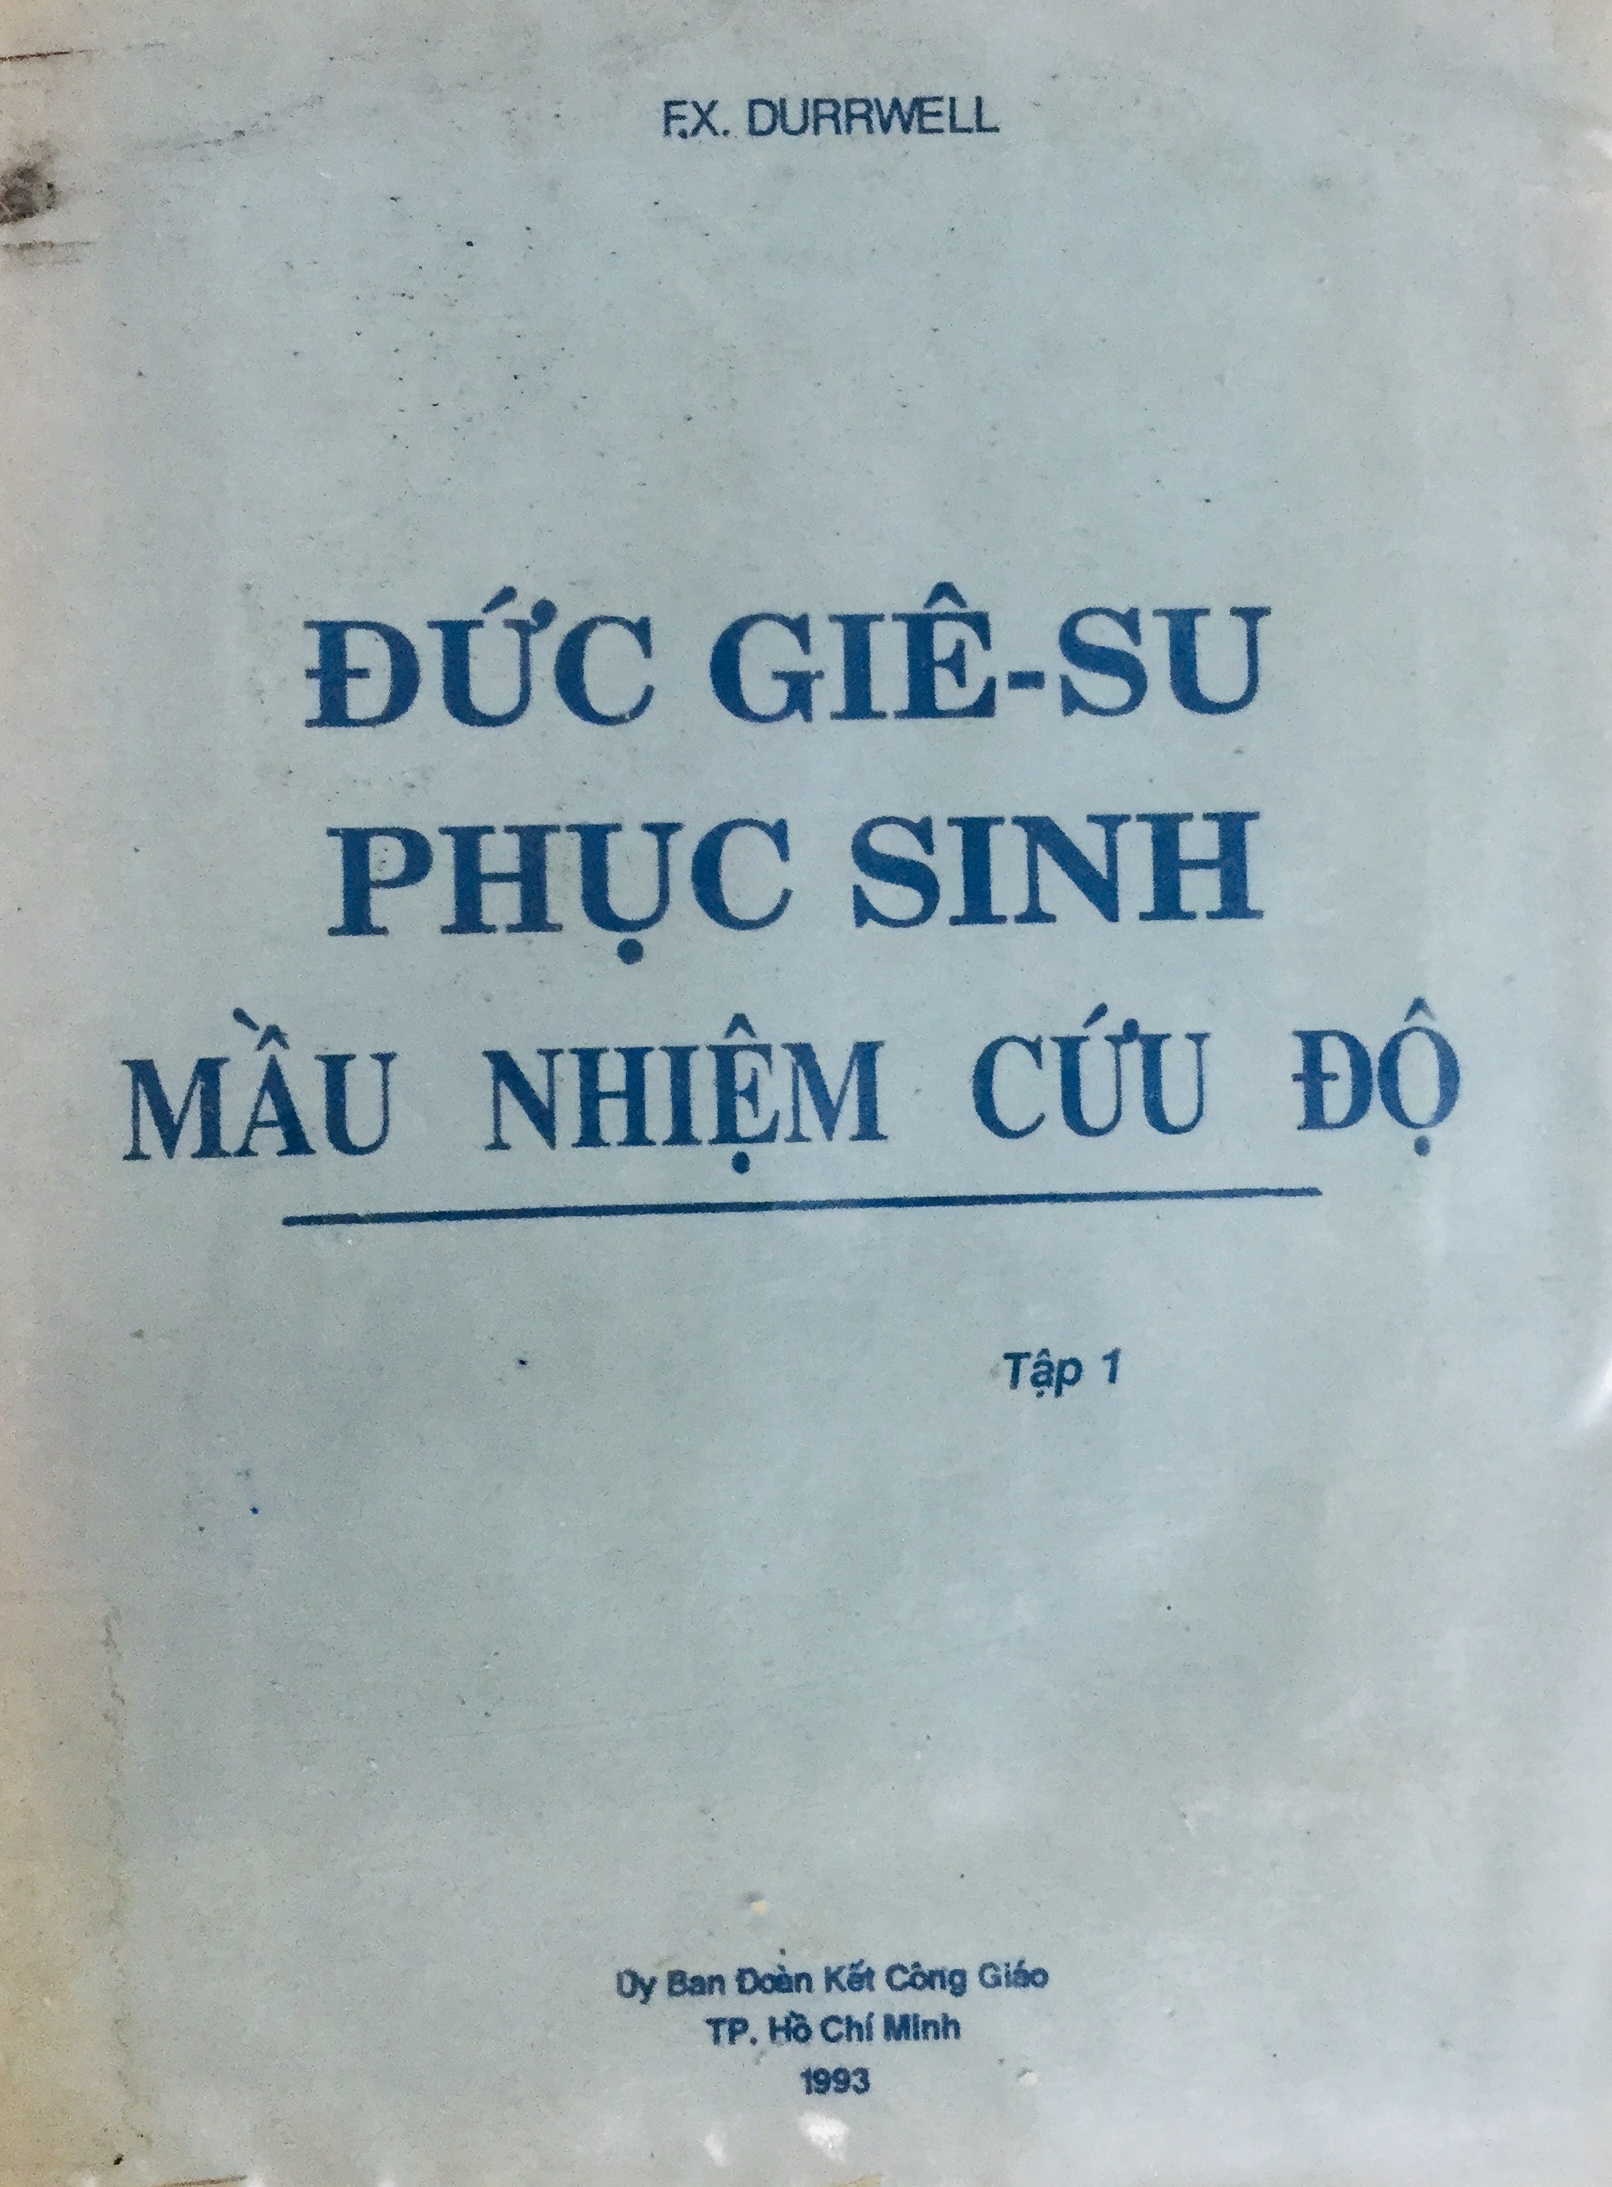 F.X. DURRWELL
ĐỨC GIÊ-SU
PHỤC SINH
MẦU NHIỆM CỨU ĐỘ
Tập 1
Ủy Ban Đoàn Kết Công Giáo
TP. Hồ Chí Minh
1993